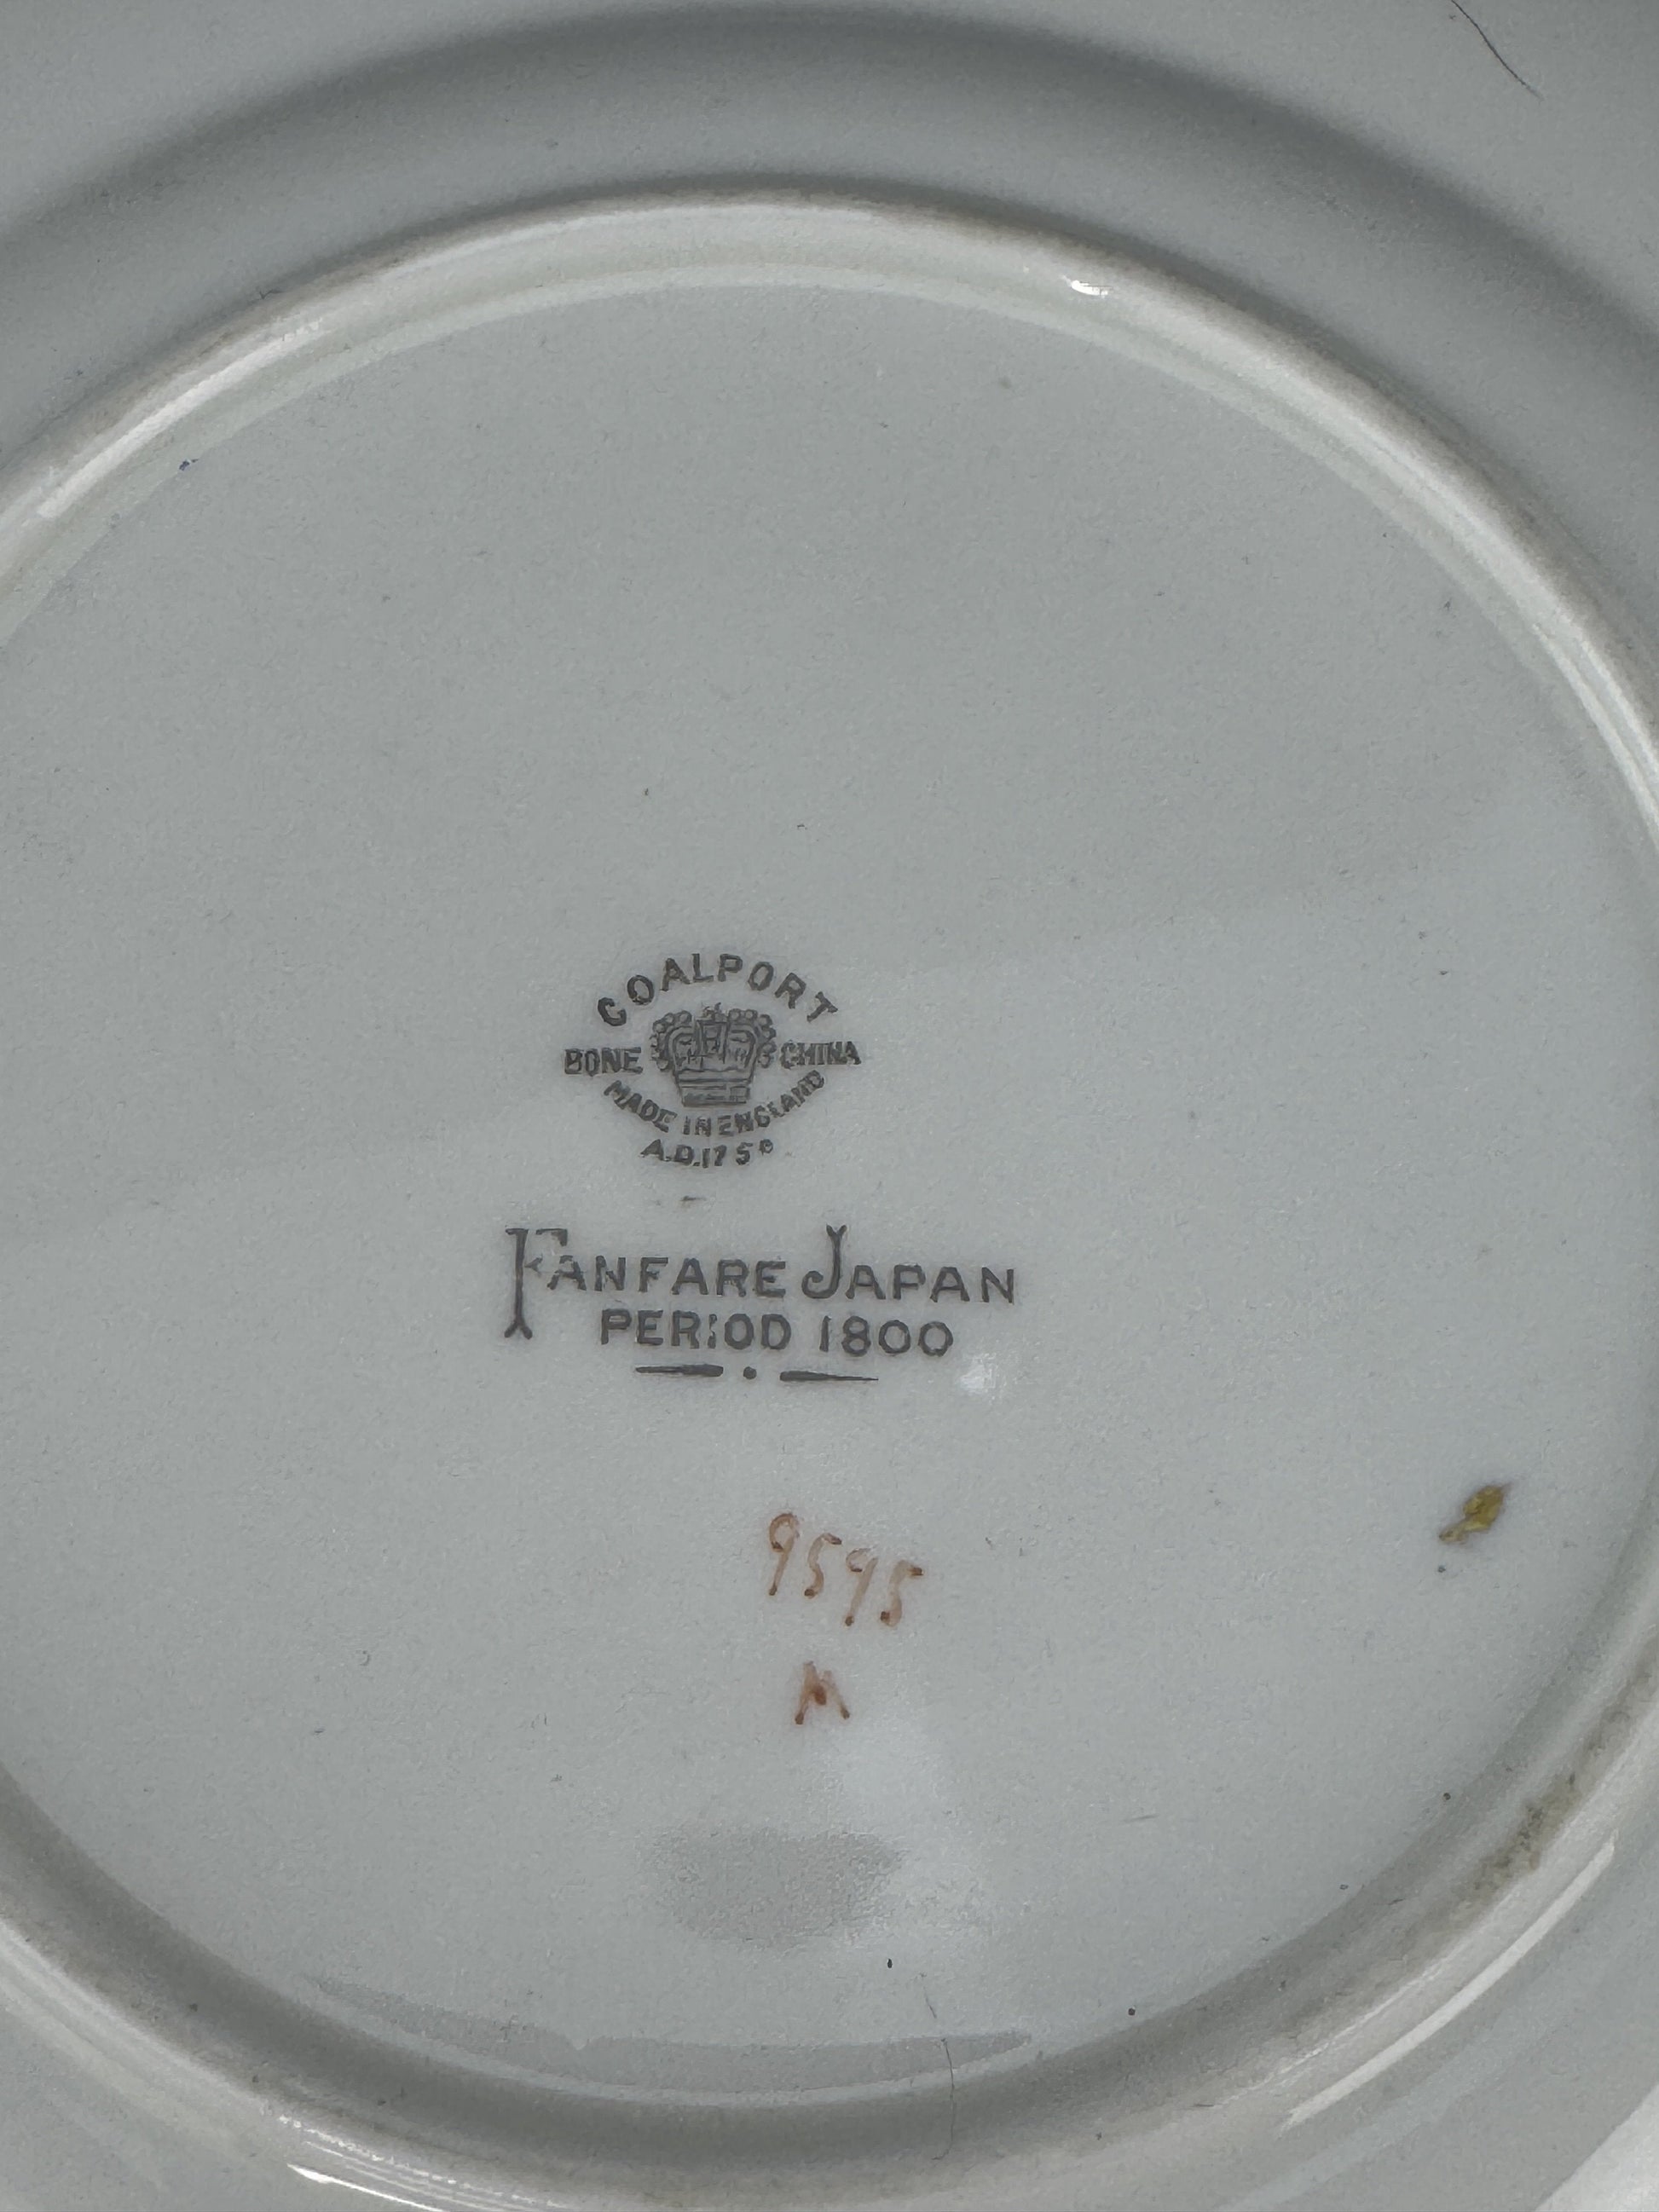 COALPORT
BONE CHINA
MADE IN ENGLAND
A.D.1750
FANFARE JAPAN
PERIOD 1800
9595
M